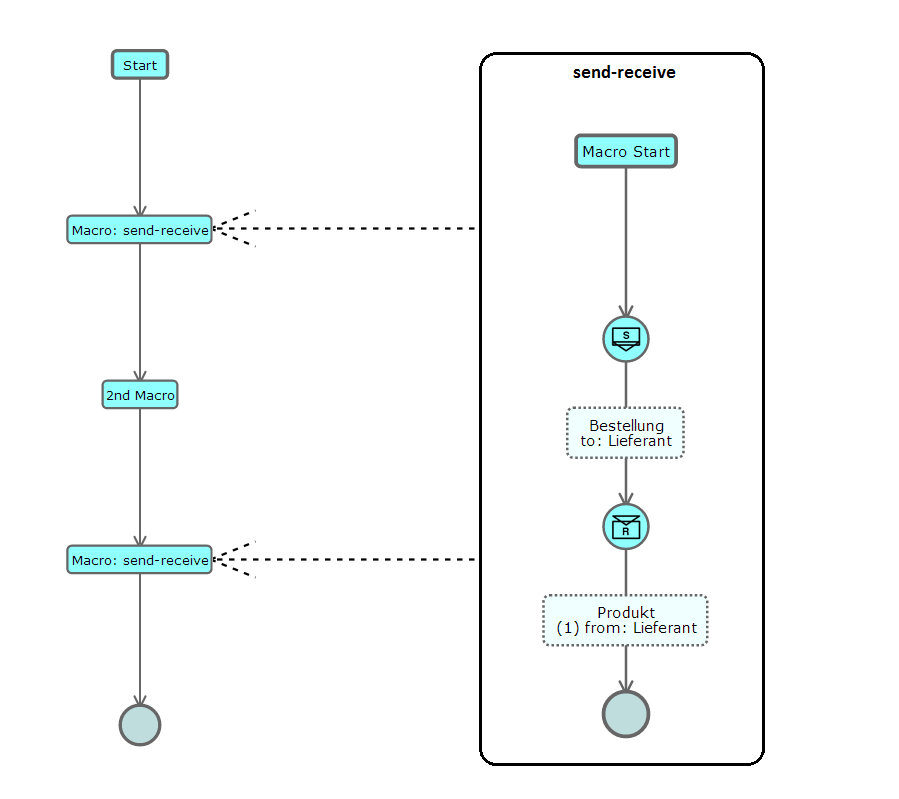 Start
Macro: send-receive
2nd Macro
Macro: send-receive
send-receive
Macro Start
S
Bestellung
to: Lieferant
R
Produkt
(1) from: Lieferant